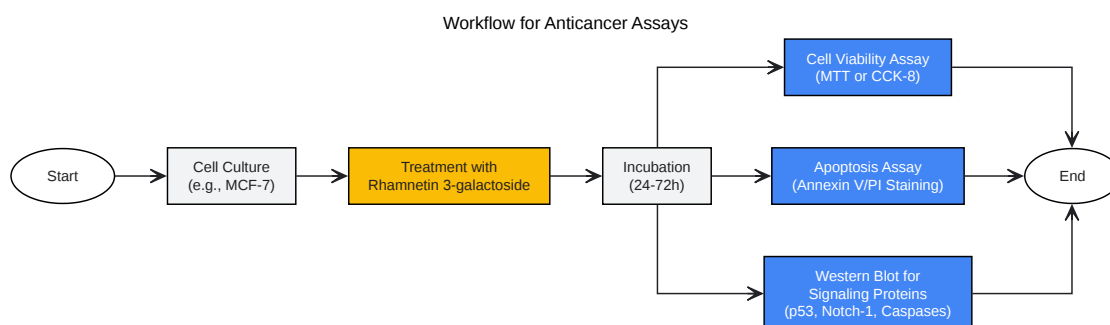 Workflow for Anticancer Assays
Start
Cell Culture
(e.g., MCF-7)
Treatment with
Rhamnetin 3-galactoside
Incubation
(24-72h)
Cell Viability Assay
(MTT or CCK-8)
Apoptosis Assay
(Annexin V/PI Staining)
Western Blot for
Signaling Proteins
(p53, Notch-1, Caspases)
End